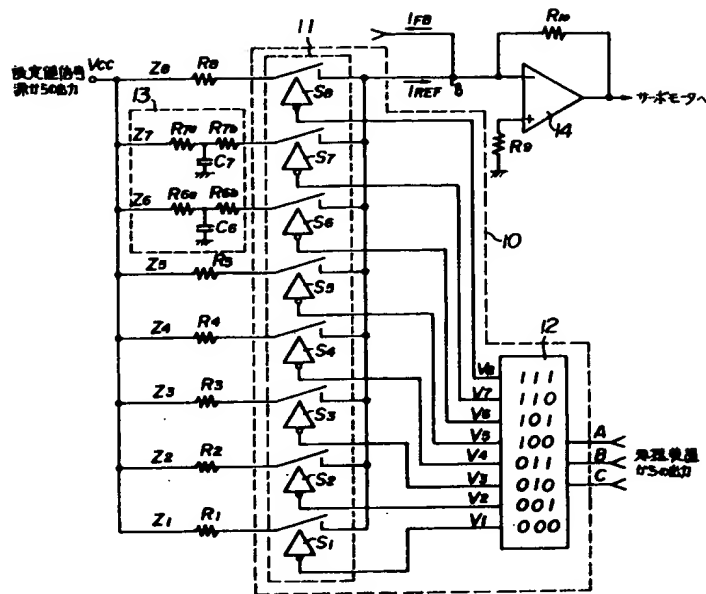 11
IFB
R10
VCC
設定値信号
源からの出力
Z8
R8
S8
IREF
8
サーボモータへ
14
R9
13
Z7
R7a
R7b
C7
S7
Z6
R6a
R6b
C6
S6
10
Z5
R5
S5
Z4
R4
S4
12
V8
111
V7
110
Z3
R3
S3
V6
101
V5
100
A
V4
011
B
処理装置
からの出力
V3
010
C
Z2
R2
S2
V2
001
V1
000
Z1
R1
S1